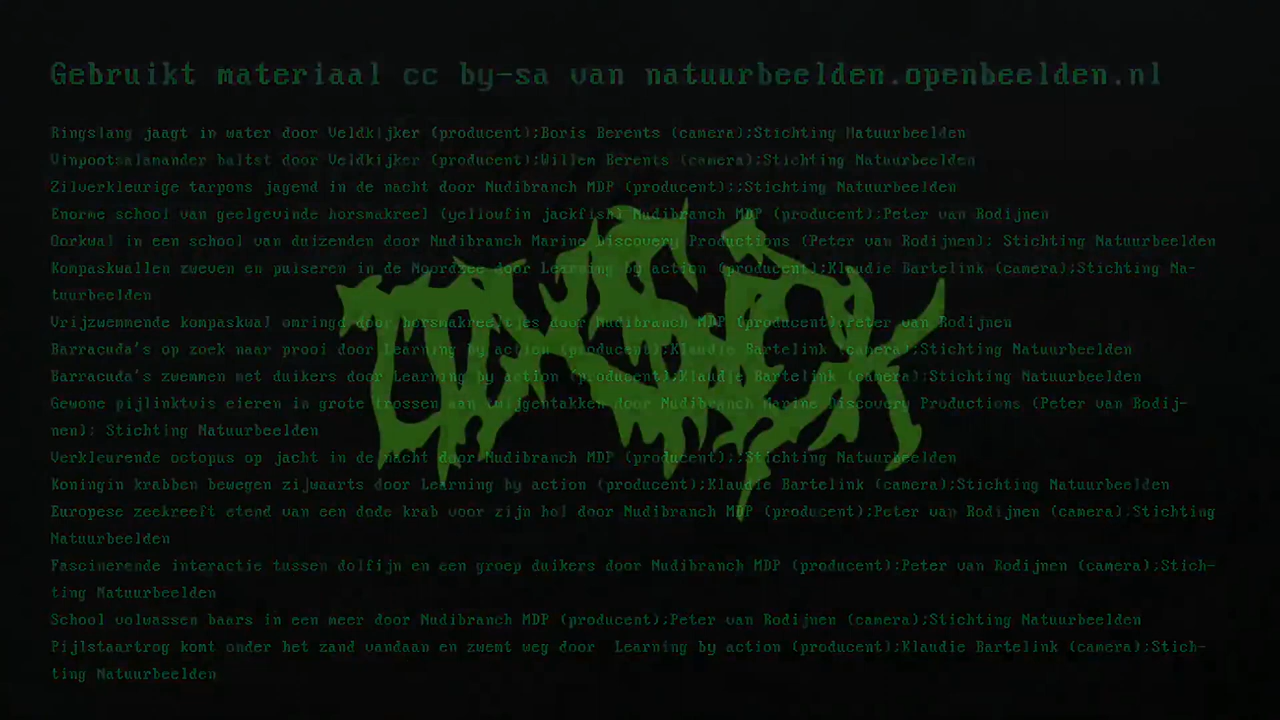 Gebruikt materiaal cc by-sa van natuurbeelden.openbeelden.nl
Ringslang jaagt in water door Veldkijker (producent);Boris Berents (camera);Stichting Natuurbeelden
Vinpootsalamander baltst door Veldkijker (producent);Willem Berents (camera);Stichting Natuurbeelden
Zilverkleurige tarpons jagend in de nacht door Nudibranch MDP (producent);;Stichting Natuurbeelden
Enorme school van geelgevinde horsmakreel (yellowfin jackfish) Nudibranch MDP (producent);Peter van Rodijnen
Oorkwal in een school van duizenden door Nudibranch Marine Discovery Productions (Peter van Rodijnen); Stichting Natuurbeelden
Kompaskwallen zweven en pulseren in de Noordzee door Learning by action (producent);Klaudie Bartelink (camera);Stichting Na-
tuurbeelden
Vrijzwemmende kompaskwal omringd door horsmakreeltjes door Nudibranch MDP (producent);Peter van Rodijnen
Barracuda's op zoek naar prooi door Learning by action (producent);Klaudie Bartelink (camera);Stichting Natuurbeelden
Barracuda's zwemmen met duikers door Learning by action (producent);Klaudie Bartelink (camera);Stichting Natuurbeelden
Gewone pijlinktvis eieren in grote trossen aan twijgentakken door Nudibranch Marine Discovery Productions (Peter van Rodij-
nen); Stichting Natuurbeelden
Verkleurende octopus op jacht in de nacht door Nudibranch MDP (producent);;Stichting Natuurbeelden
Koningin krabben bewegen zijwaarts door Learning by action (producent);Klaudie Bartelink (camera);Stichting Natuurbeelden
Europese zeekreeft etend van een dode krab voor zijn hol door Nudibranch MDP (producent);Peter van Rodijnen (camera);Stichting
Natuurbeelden
Fascinerende interactie tussen dolfijn en een groep duikers door Nudibranch MDP (producent);Peter van Rodijnen (camera);Stich-
ting Natuurbeelden
School volwassen baars in een meer door Nudibranch MDP (producent);Peter van Rodijnen (camera);Stichting Natuurbeelden
Pijlstaartrog komt onder het zand vandaan en zwemt weg door Learning by action (producent);Klaudie Bartelink (camera);Stich-
ting Natuurbeelden